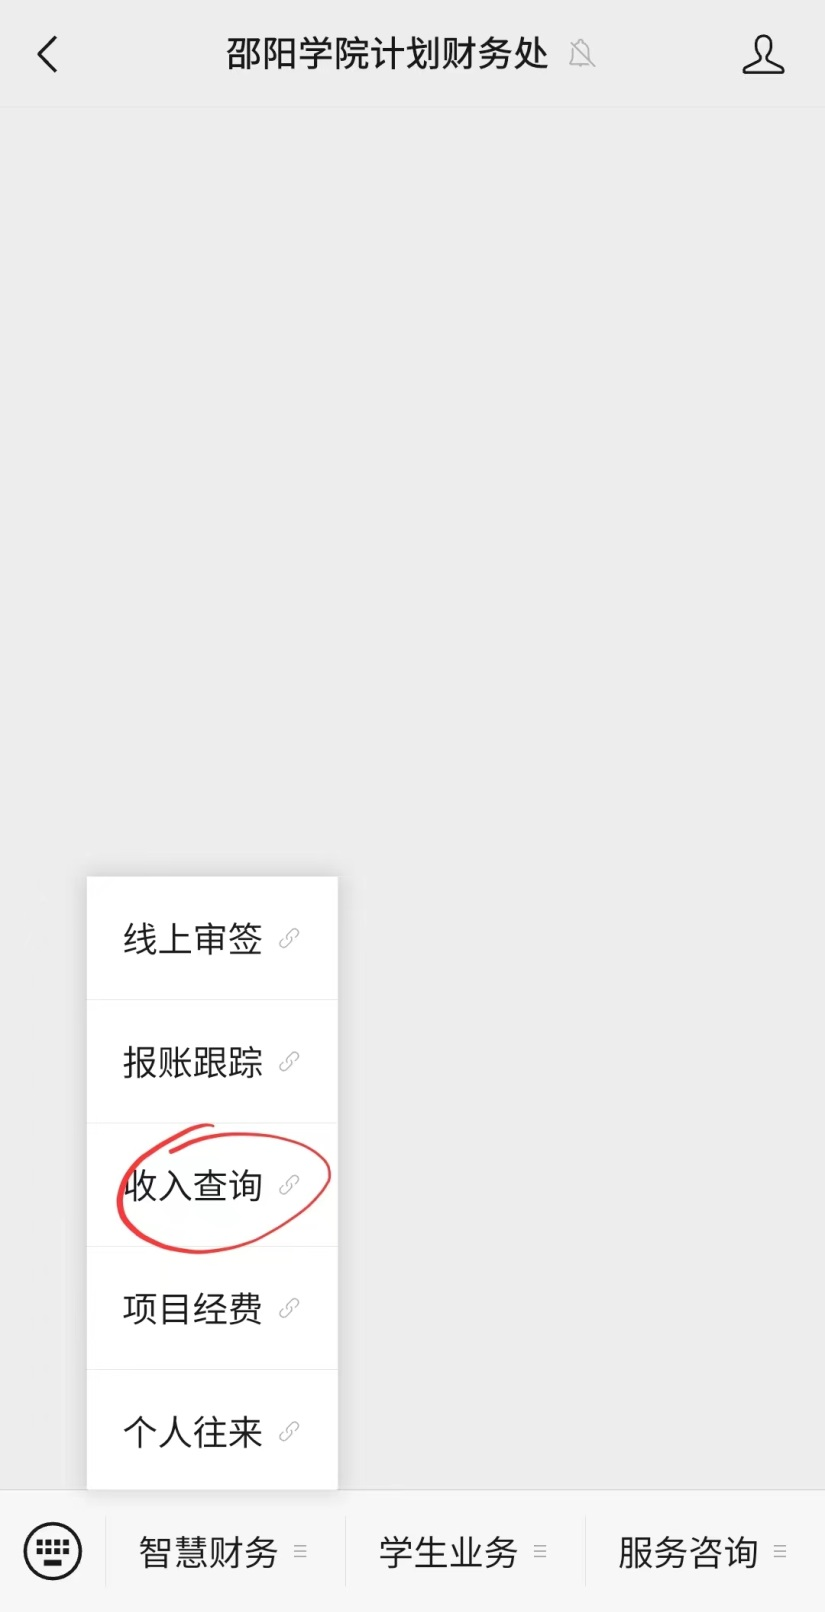 邵阳学院计划财务处
线上审签
报账跟踪
收入查询
项目经费
个人往来
智慧财务
学生业务
服务咨询